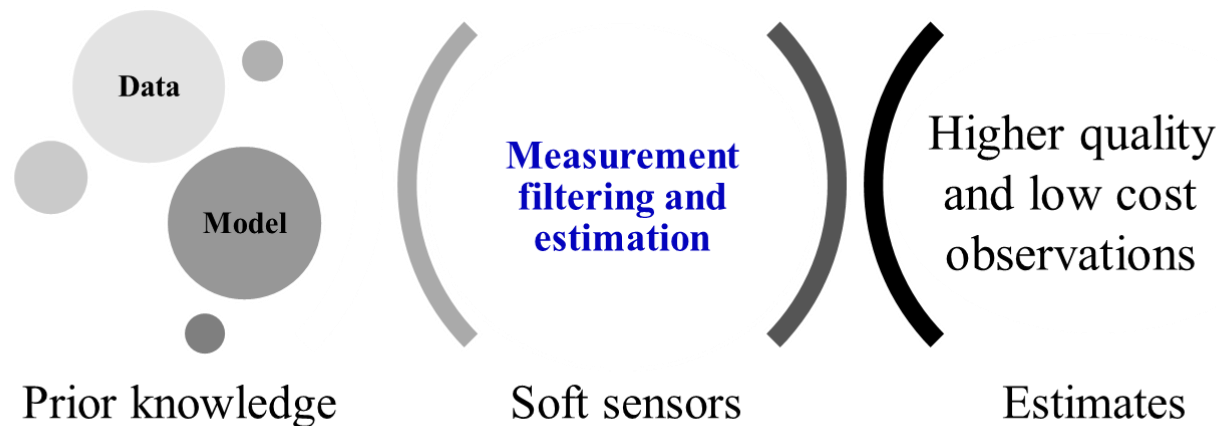 Data
Model
Measurement
filtering and
estimation
Higher quality
and low cost
observations
Prior knowledge
Soft sensors
Estimates